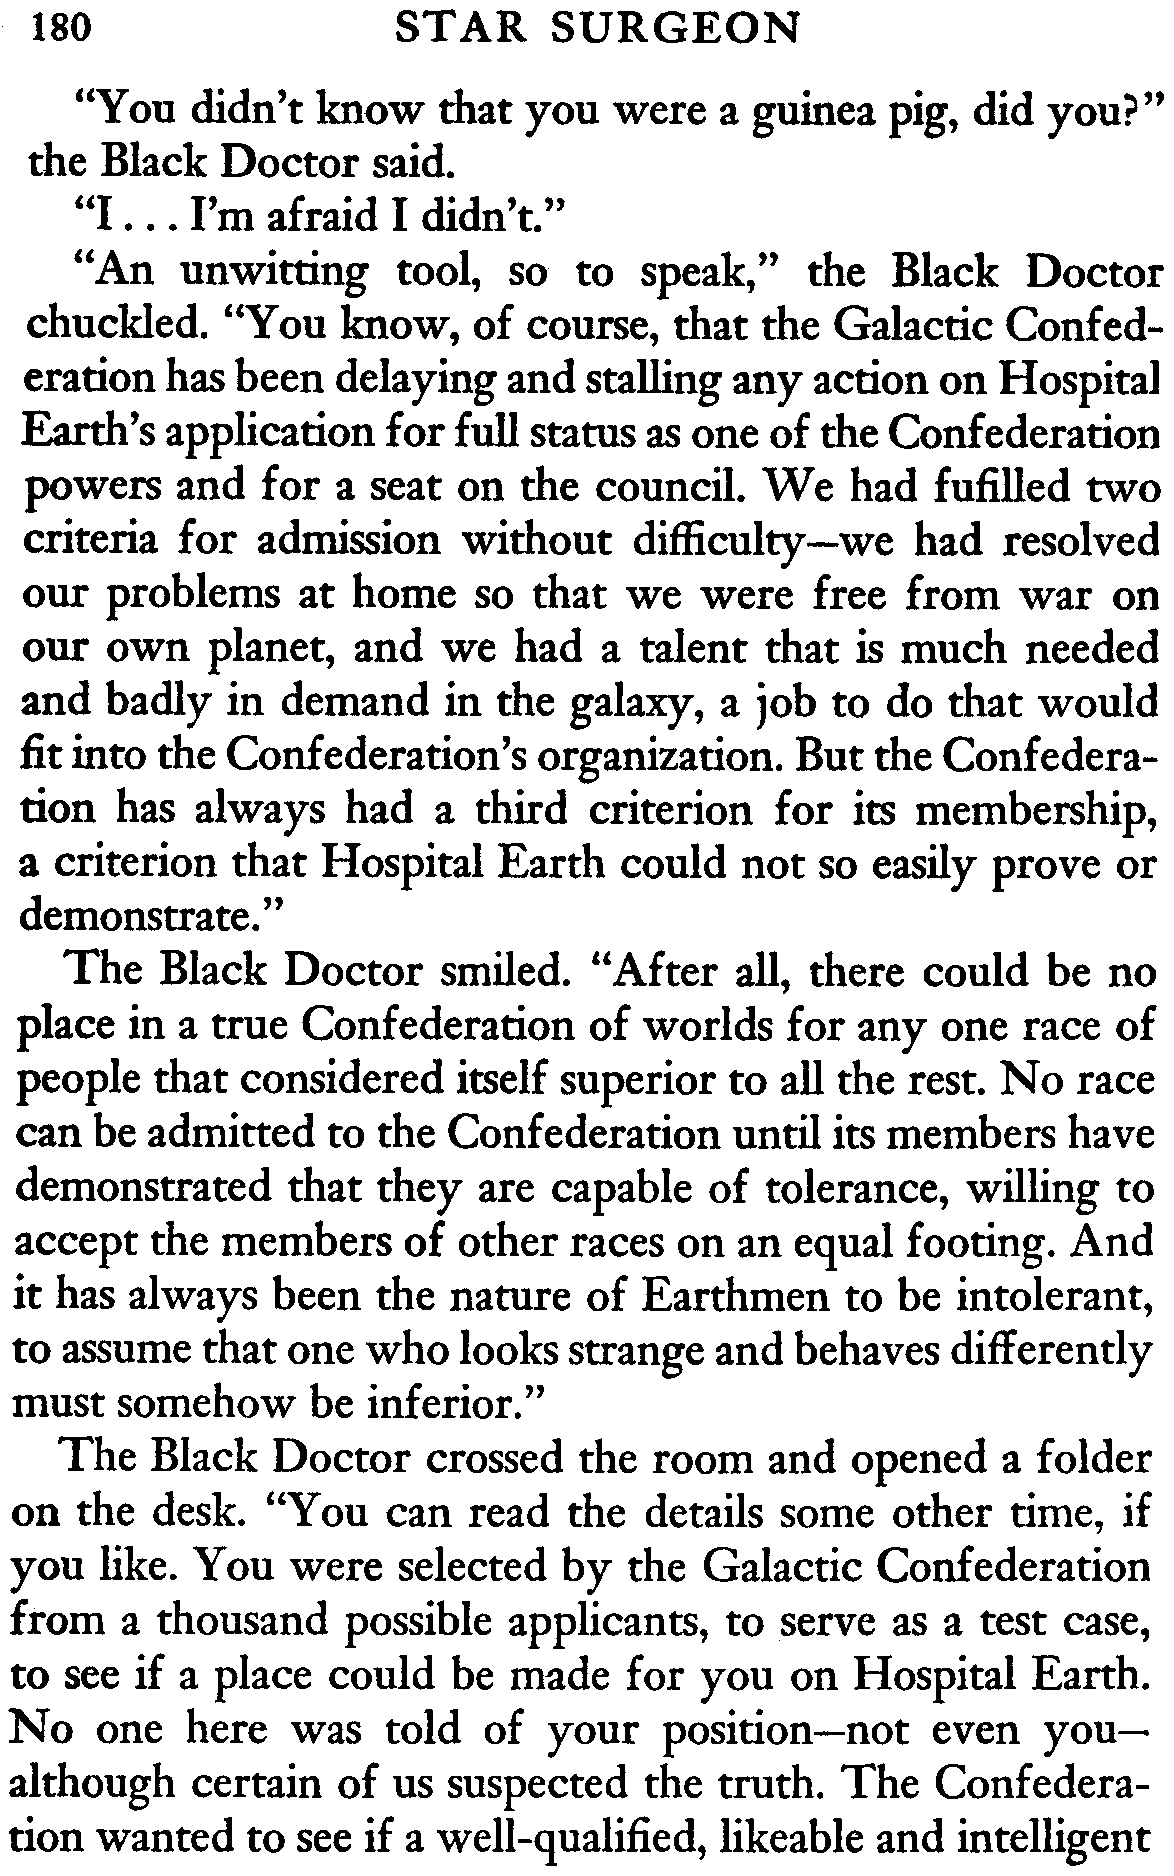 180 STAR SURGEON
“You didn’t know that you were a guinea pig, did you?”
the Black Doctor said.
“I . . . I’m afraid I didn’t.”
“An unwitting tool, so to speak,” the Black Doctor
chuckled. “You know, of course, that the Galactic Confed-
eration has been delaying and stalling any action on Hospital
Earth’s application for full status as one of the Confederation
powers and for a seat on the council. We had fufilled two
criteria for admission without difficulty—we had resolved
our problems at home so that we were free from war on
our own planet, and we had a talent that is much needed
and badly in demand in the galaxy, a job to do that would
fit into the Confederation’s organization. But the Confedera-
tion has always had a third criterion for its membership,
a criterion that Hospital Earth could not so easily prove or
demonstrate.”
The Black Doctor smiled. “After all, there could be no
place in a true Confederation of worlds for any one race of
people that considered itself superior to all the rest. No race
can be admitted to the Confederation until its members have
demonstrated that they are capable of tolerance, willing to
accept the members of other races on an equal footing. And
it has always been the nature of Earthmen to be intolerant,
to assume that one who looks strange and behaves differently
must somehow be inferior.”
The Black Doctor crossed the room and opened a folder
on the desk. “You can read the details some other time, if
you like. You were selected by the Galactic Confederation
from a thousand possible applicants, to serve as a test case,
to see if a place could be made for you on Hospital Earth.
No one here was told of your position—not even you—
although certain of us suspected the truth. The Confedera-
tion wanted to see if a well-qualified, likeable and intelligent